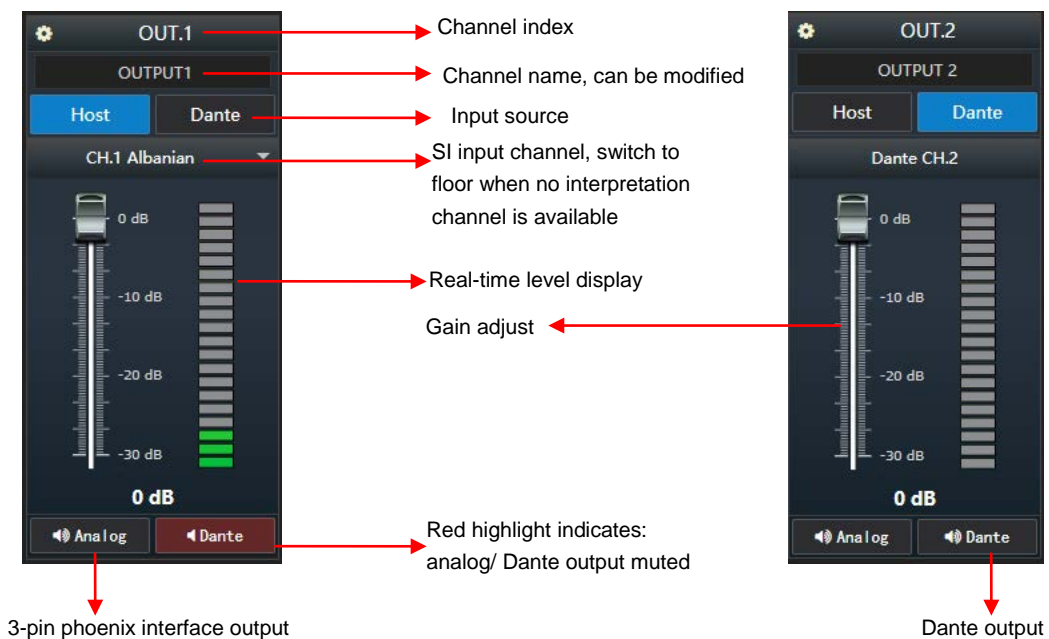 OUT.1
OUTPUT1
Host Dante
CH.1 Albanian
0 dB
-10 dB
-20 dB
-30 dB
0 dB
Analog Dante
3-pin phoenix interface output
Channel index
Channel name, can be modified
Input source
SI input channel, switch to
floor when no interpretation
channel is available
Real-time level display
Gain adjust
Red highlight indicates:
analog/ Dante output muted
OUT.2
OUTPUT 2
Host Dante
Dante CH.2
0 dB
-10 dB
-20 dB
-30 dB
0 dB
Analog Dante
Dante output